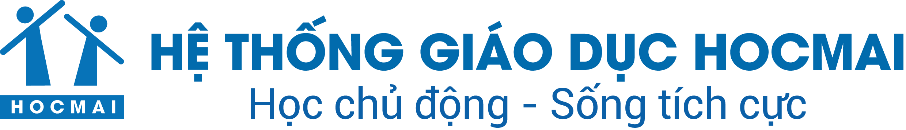 HỆ THỐNG GIÁO DỤC HOCMAI
Học chủ động - Sống tích cực
HOCMAI